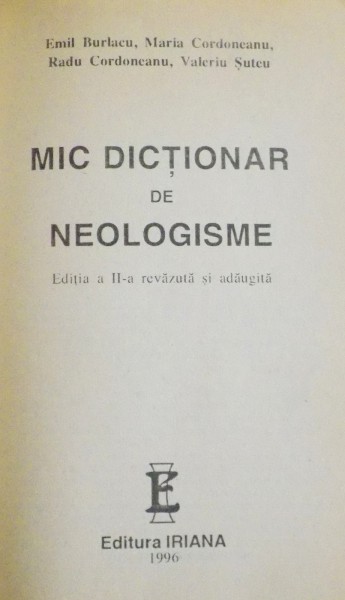 Emil Burlacu, Maria Cordoneanu,
Radu Cordoneanu, Valeriu Șuteu
MIC DICȚIONAR
DE
NEOLOGISME
Ediția a II-a revăzută și adăugită
E
Editura IRIANA
1996